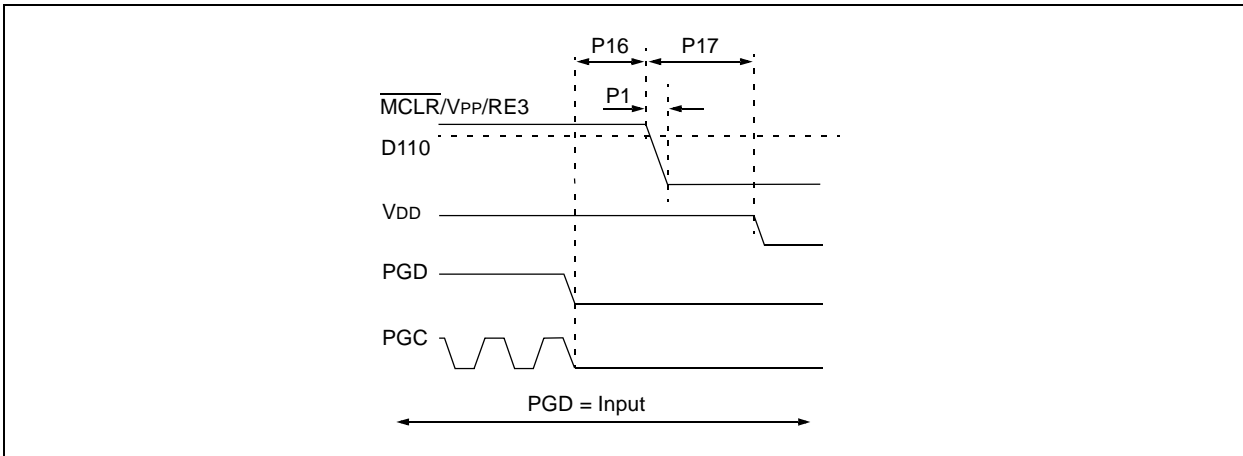 P16 P17
P1
MCLR/VPP/RE3
D110
VDD
PGD
PGC
PGD = Input